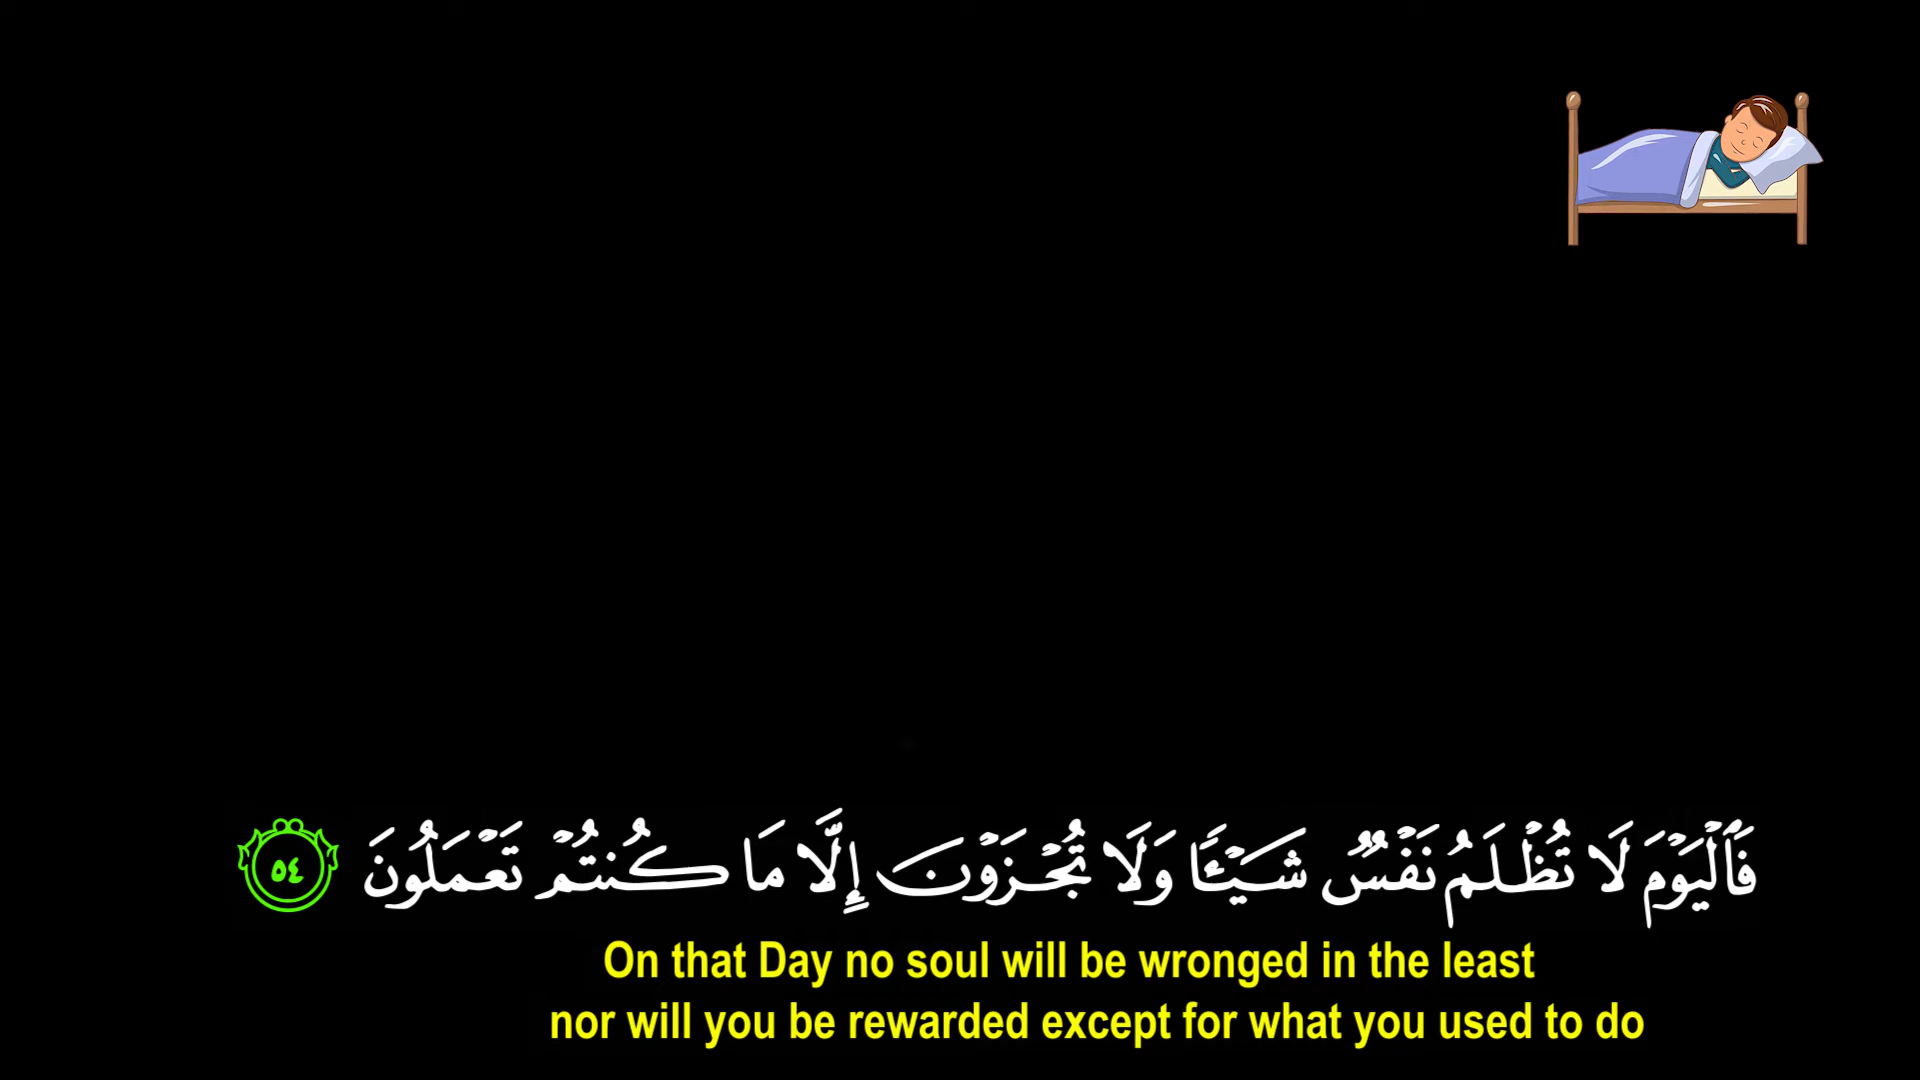 فَٱلْيَوْمَ لَا تُظْلَمُ نَفْسٌ شَيْـًٔا وَلَا تُجْزَوْنَ إِلَّا مَا كُنتُمْ تَعْمَلُونَ ٥٤
On that Day no soul will be wronged in the least
nor will you be rewarded except for what you used to do